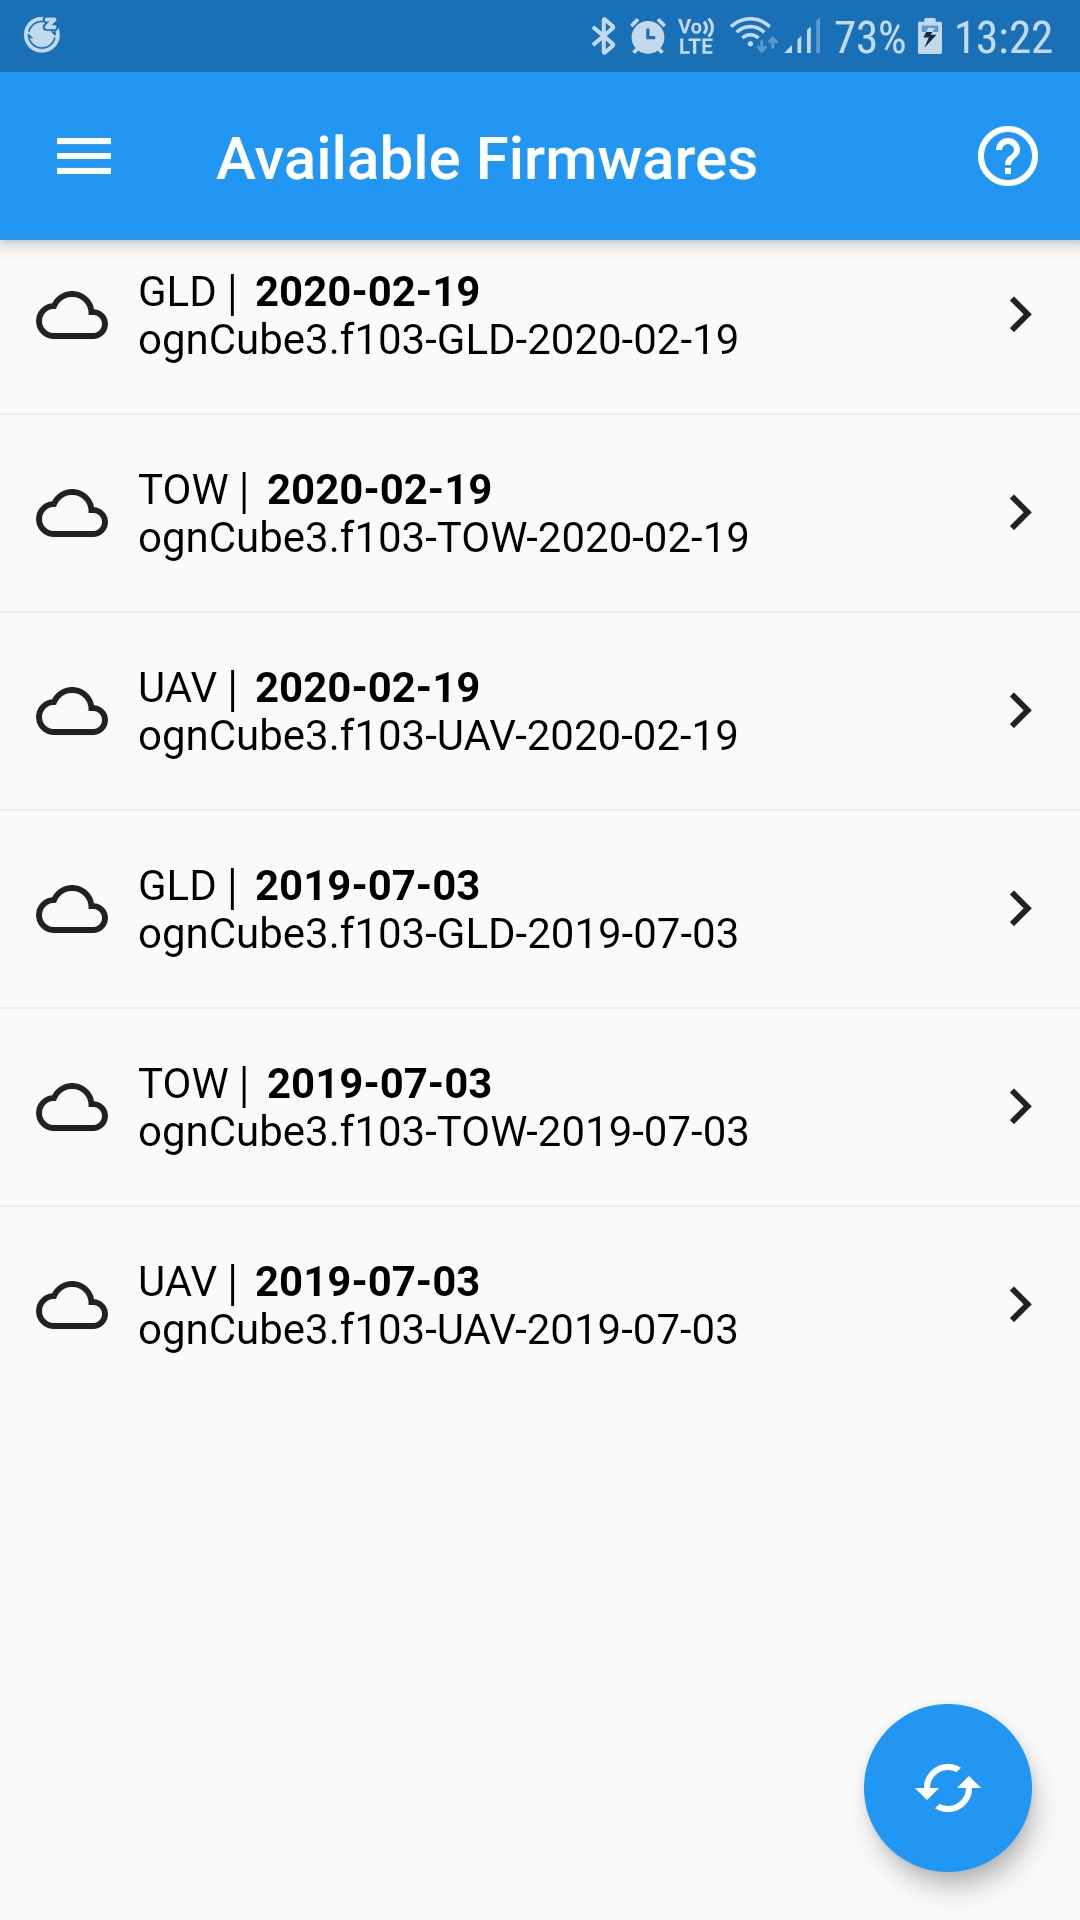 Vo)) LTE 73% 13:22
Available Firmwares
GLD | 2020-02-19
ognCube3.f103-GLD-2020-02-19
TOW | 2020-02-19
ognCube3.f103-TOW-2020-02-19
UAV | 2020-02-19
ognCube3.f103-UAV-2020-02-19
GLD | 2019-07-03
ognCube3.f103-GLD-2019-07-03
TOW | 2019-07-03
ognCube3.f103-TOW-2019-07-03
UAV | 2019-07-03
ognCube3.f103-UAV-2019-07-03